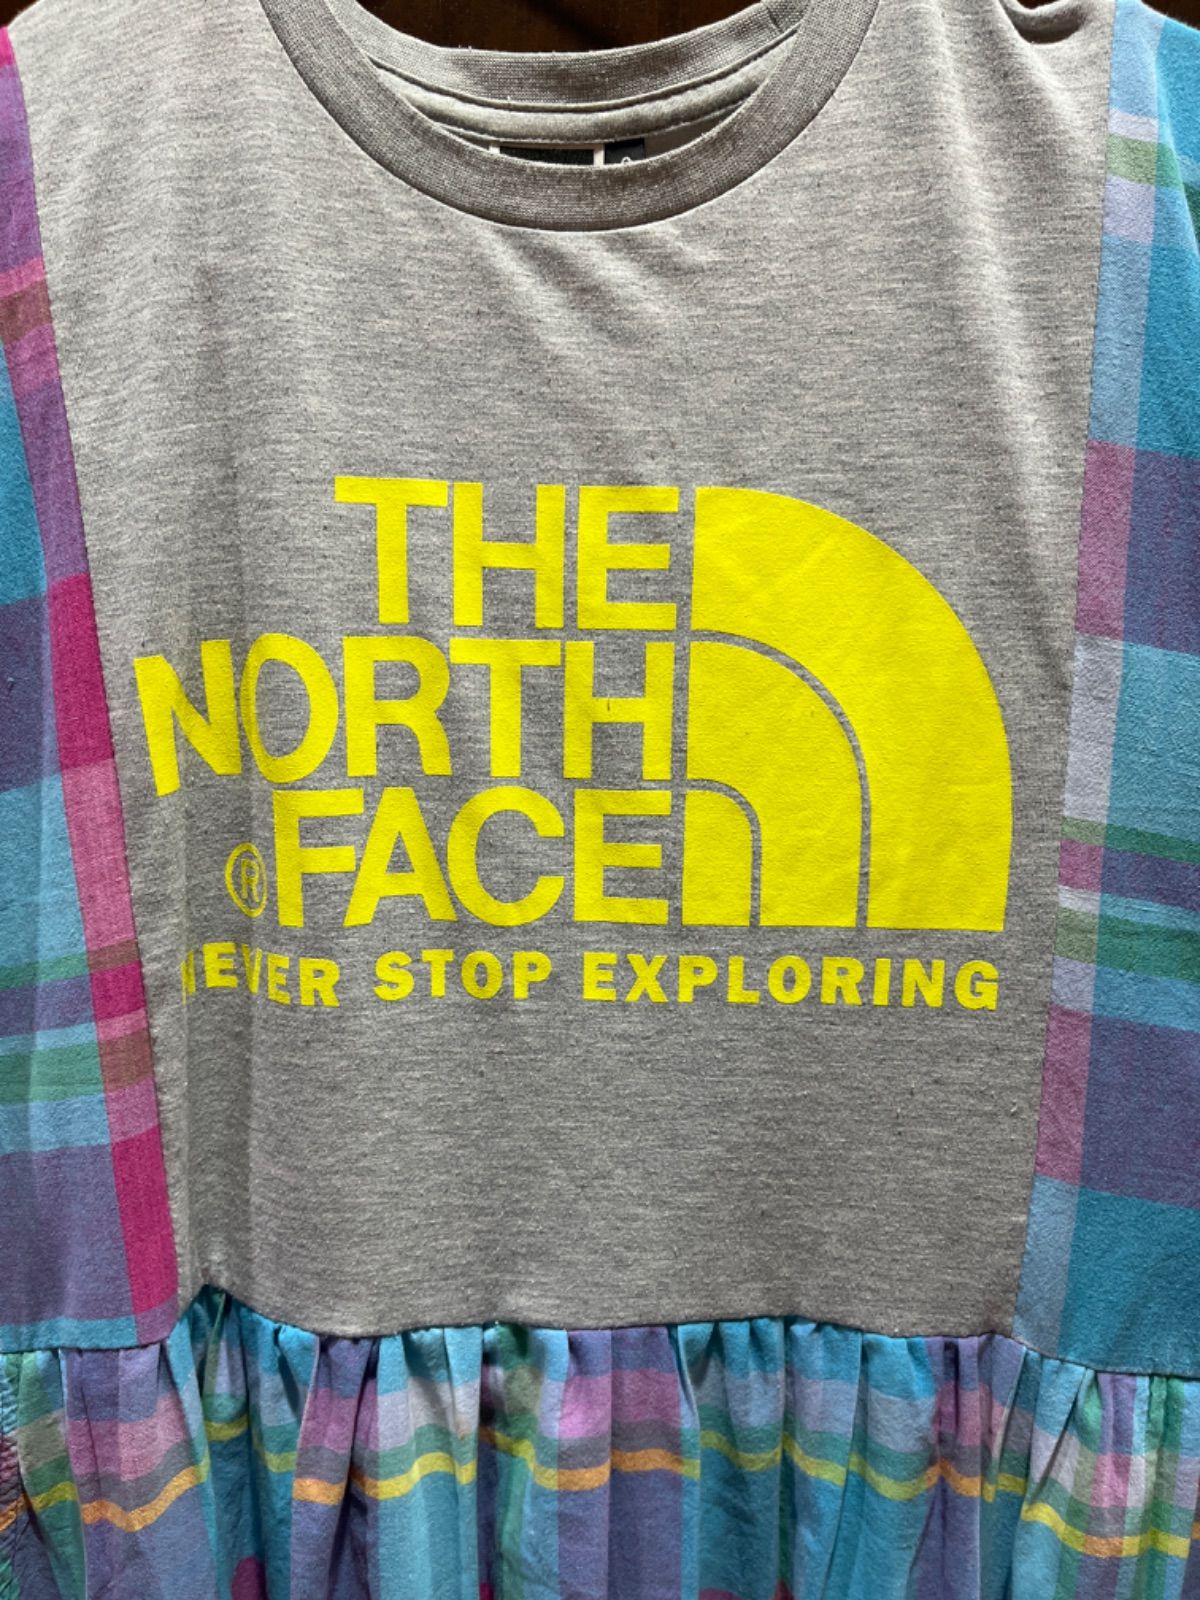 THE
NORTH
® FACE
NEVER STOP EXPLORING